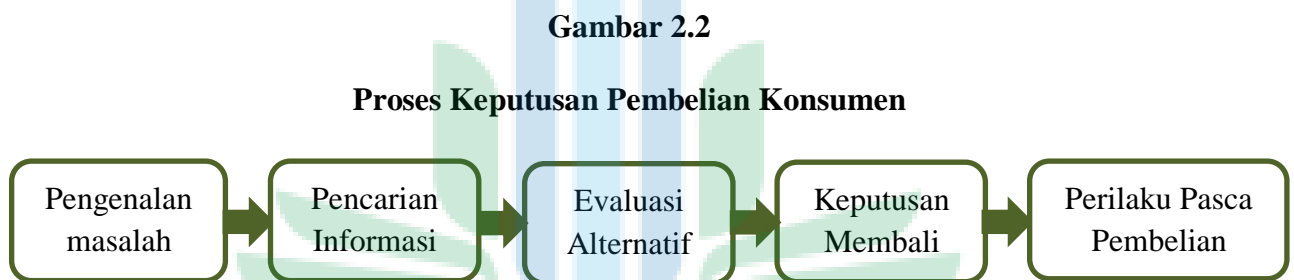 Gambar 2.2
Proses Keputusan Pembelian Konsumen
Pengenalan
masalah
Pencarian
Informasi
Evaluasi
Alternatif
Keputusan
Membali
Perilaku Pasca
Pembelian